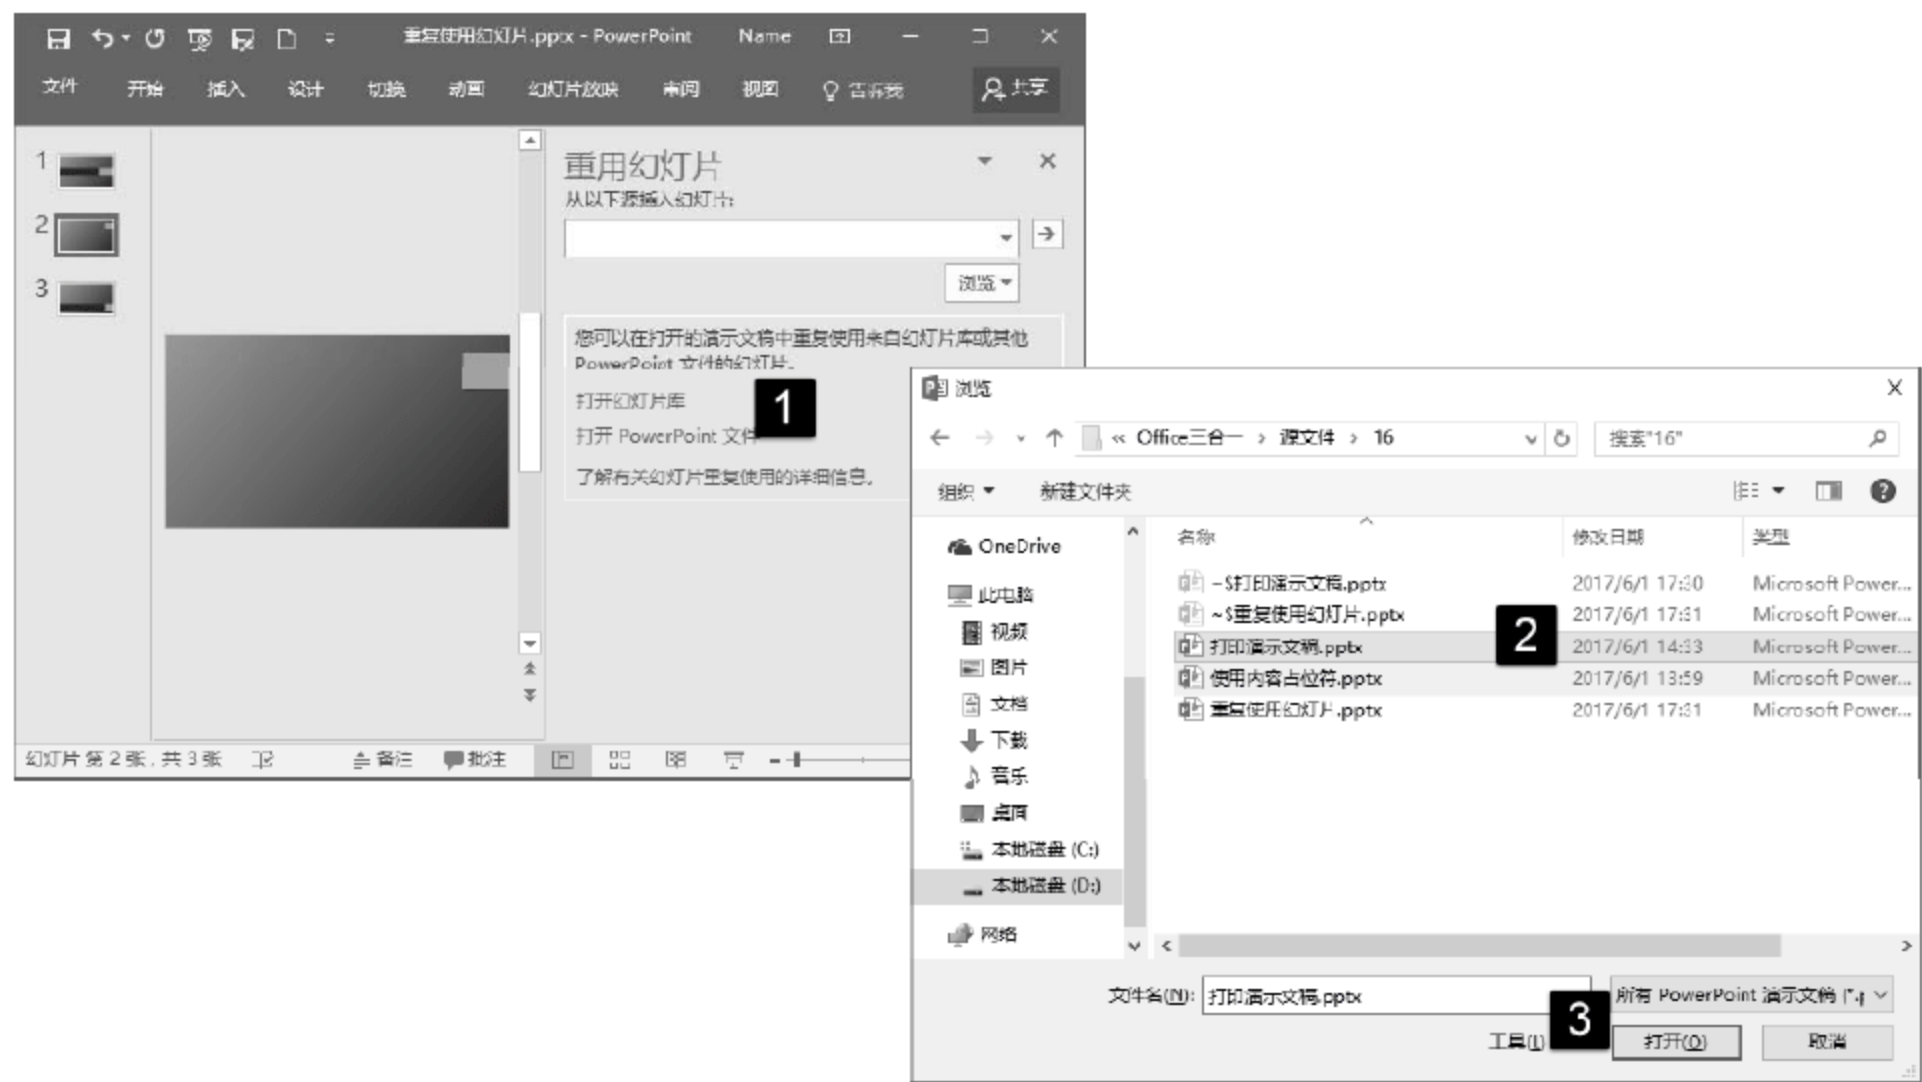 重复使用幻灯片.pptx - PowerPoint Name
文件 开始 插入 设计 切换 动画 幻灯片放映 审阅 视图 告诉我 共享
1
2
3
重用幻灯片
从以下源插入幻灯片:
浏览
您可以在打开的演示文稿中重复使用来自幻灯片库或其他
PowerPoint 文件的幻灯片。
打开幻灯片库
1
打开 PowerPoint 文件
了解有关幻灯片重复使用的详细信息。
幻灯片 第 2 张，共 3 张 备注 批注
浏览
« Office三合一 › 源文件 › 16 搜索"16"
组织 新建文件夹
名称 修改日期 类型
~$打印演示文稿.pptx 2017/6/1 17:30 Microsoft Power...
~$重复使用幻灯片.pptx 2017/6/1 17:31 Microsoft Power...
2
打印演示文稿.pptx 2017/6/1 14:33 Microsoft Power...
使用内容占位符.pptx 2017/6/1 13:59 Microsoft Power...
重复使用幻灯片.pptx 2017/6/1 17:31 Microsoft Power...
OneDrive
此电脑
视频
图片
文档
下载
音乐
桌面
本地磁盘 (C:)
本地磁盘 (D:)
网络
文件名(N): 打印演示文稿.pptx 所有 PowerPoint 演示文稿 (*.p
3
工具(L) 打开(O) 取消